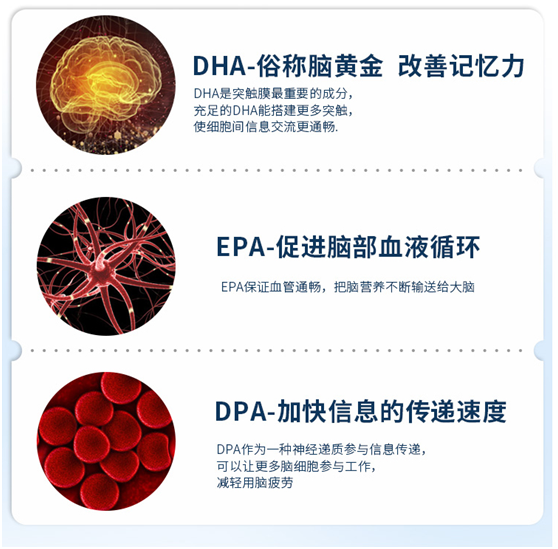 DHA-俗称脑黄金 改善记忆力
DHA是突触膜最重要的成分，
充足的DHA能搭建更多突触，
使细胞间信息交流更通畅.
EPA-促进脑部血液循环
EPA保证血管通畅，把脑营养不断输送给大脑
DPA-加快信息的传递速度
DPA作为一种神经递质参与信息传递，
可以让更多脑细胞参与工作，
减轻用脑疲劳